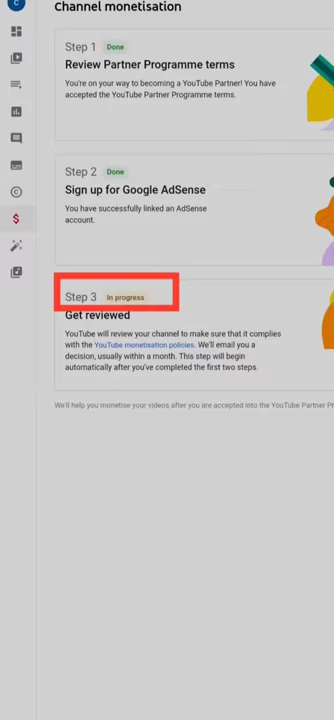 C
Channel monetisation
Step 1 Done
Review Partner Programme terms
You're on your way to becoming a YouTube Partner! You have
accepted the YouTube Partner Programme terms.
Step 2 Done
Sign up for Google AdSense
You have successfully linked an AdSense
account.
Step 3 In progress
Get reviewed
YouTube will review your channel to make sure that it complies
with the YouTube monetisation policies. We'll email you a
decision, usually within a month. This step will begin
automatically after you've completed the first two steps.
We'll help you monetise your videos after you are accepted into the YouTube Partner Pr